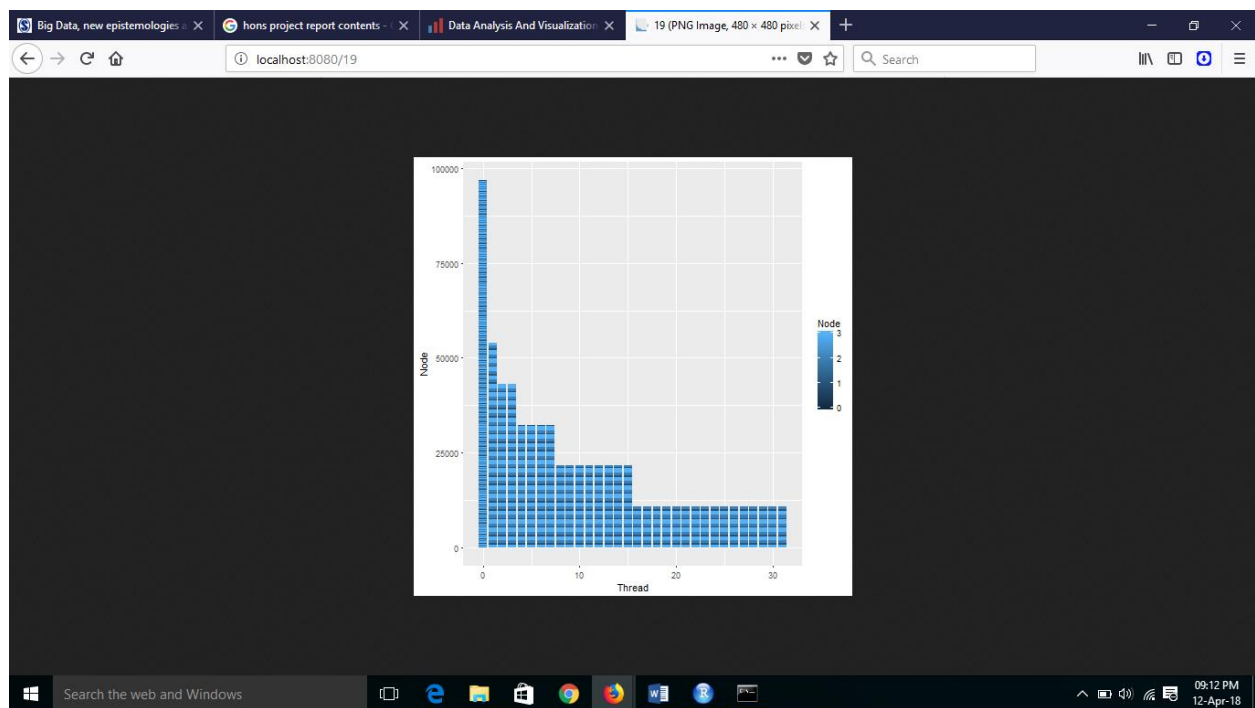 Big Data, new epistemologies a
hons project report contents -
Data Analysis And Visualization
19 (PNG Image, 480 × 480 pixel
localhost:8080/19
Search
100000
75000
50000
25000
0
Node
0
10
20
30
Thread
Node
3
2
1
0
Search the web and Windows
09:12 PM
12-Apr-18